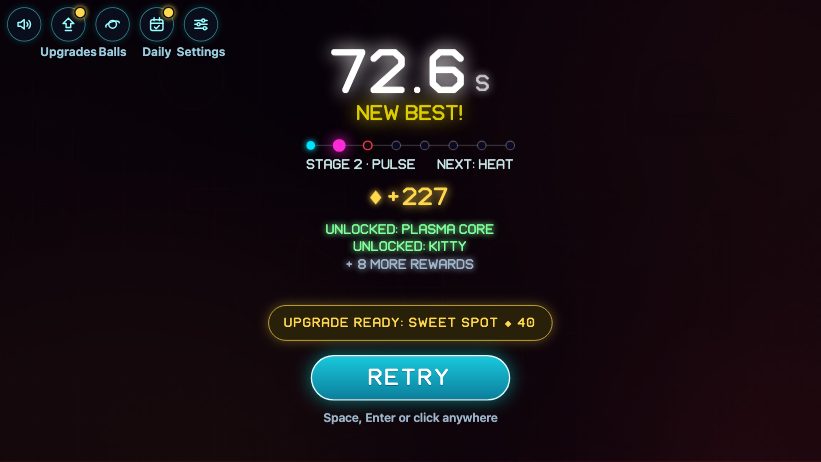 Upgrades Balls Daily Settings
72.6 s
NEW BEST!
STAGE 2 · PULSE NEXT: HEAT
♦ +227
UNLOCKED: PLASMA CORE
UNLOCKED: KITTY
+ 8 MORE REWARDS
UPGRADE READY: SWEET SPOT ♦ 40
RETRY
Space, Enter or click anywhere